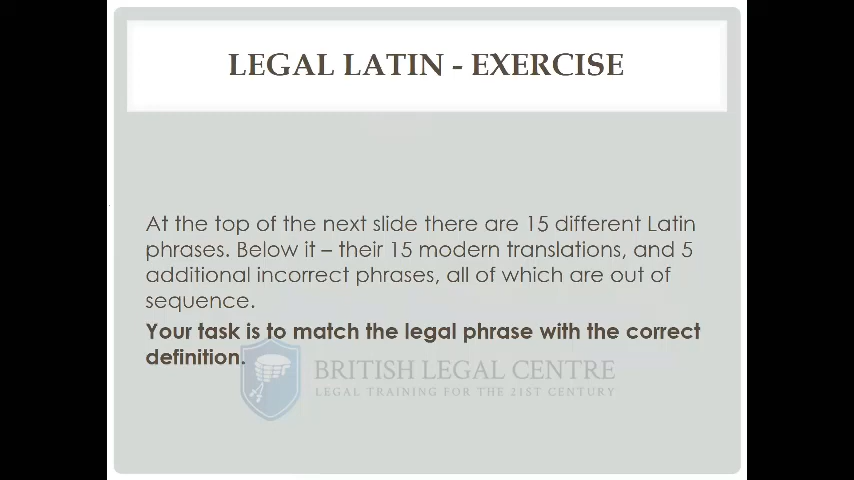 LEGAL LATIN - EXERCISE
At the top of the next slide there are 15 different Latin
phrases. Below it – their 15 modern translations, and 5
additional incorrect phrases, all of which are out of
sequence.
Your task is to match the legal phrase with the correct
definition.
BRITISH LEGAL CENTRE
LEGAL TRAINING FOR THE 21ST CENTURY